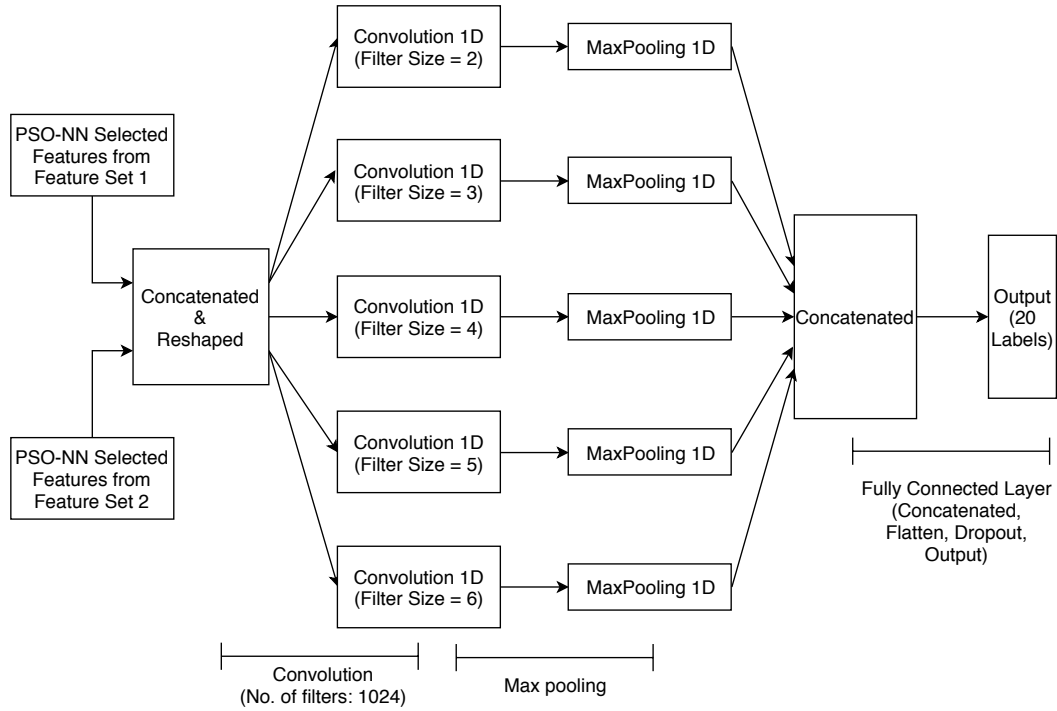 PSO-NN Selected
Features from
Feature Set 1
PSO-NN Selected
Features from
Feature Set 2
Concatenated
&
Reshaped
Convolution 1D
(Filter Size = 2)
MaxPooling 1D
Convolution 1D
(Filter Size = 3)
MaxPooling 1D
Convolution 1D
(Filter Size = 4)
MaxPooling 1D
Convolution 1D
(Filter Size = 5)
MaxPooling 1D
Convolution 1D
(Filter Size = 6)
MaxPooling 1D
Concatenated
Output
(20
Labels)
Convolution
(No. of filters: 1024)
Max pooling
Fully Connected Layer
(Concatenated,
Flatten, Dropout,
Output)